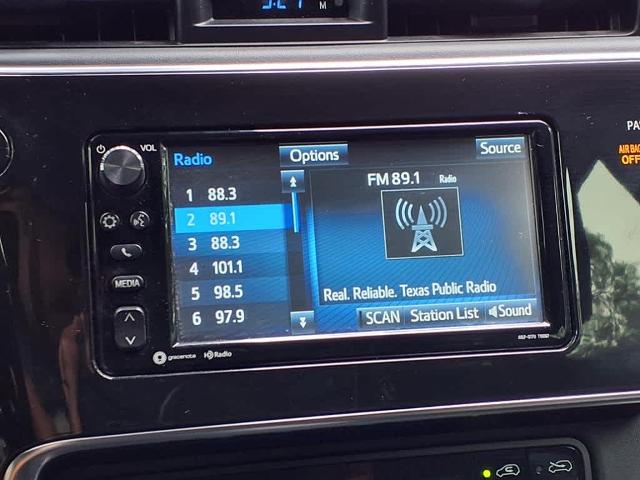 M
PAS
AIR BAG
OFF
VOL
Radio
Options
Source
1 88.3
2 89.1
3 88.3
4 101.1
5 98.5
6 97.9
FM 89.1 Radio
Real. Reliable. Texas Public Radio
SCAN
Station List
Sound
MEDIA
gracenote
HD Radio